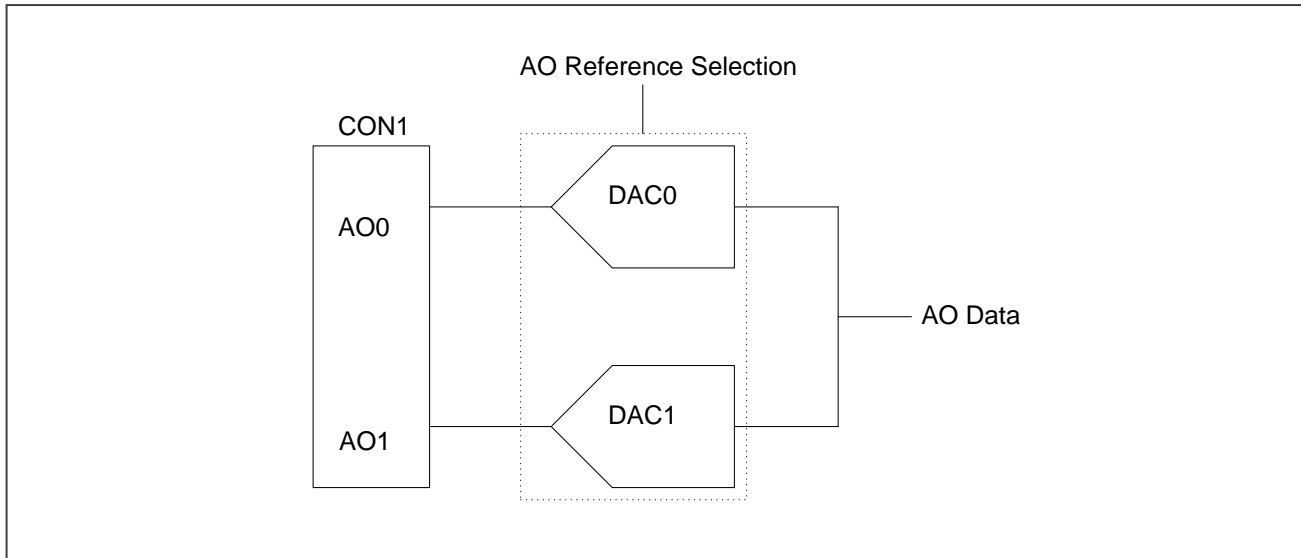 AO Reference Selection
CON1
DAC0
AO0
AO Data
DAC1
AO1